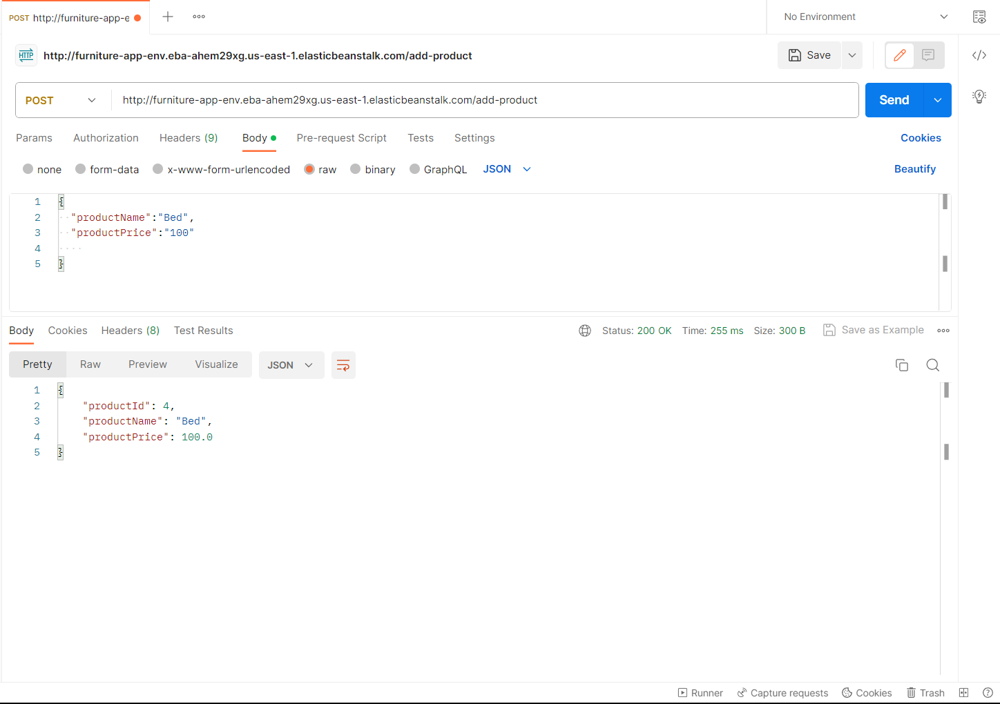 POST http://furniture-app-e
No Environment
HTTP http://furniture-app-env.eba-ahem29xg.us-east-1.elasticbeanstalk.com/add-product
Save
POST http://furniture-app-env.eba-ahem29xg.us-east-1.elasticbeanstalk.com/add-product Send
Params Authorization Headers (9) Body Pre-request Script Tests Settings Cookies
none form-data x-www-form-urlencoded raw binary GraphQL JSON Beautify
1 {
2 "productName":"Bed",
3 "productPrice":"100"
4
5 }
Body Cookies Headers (8) Test Results Status: 200 OK Time: 255 ms Size: 300 B Save as Example
Pretty Raw Preview Visualize JSON
1 {
2 "productId": 4,
3 "productName": "Bed",
4 "productPrice": 100.0
5 }
Runner Capture requests Cookies Trash